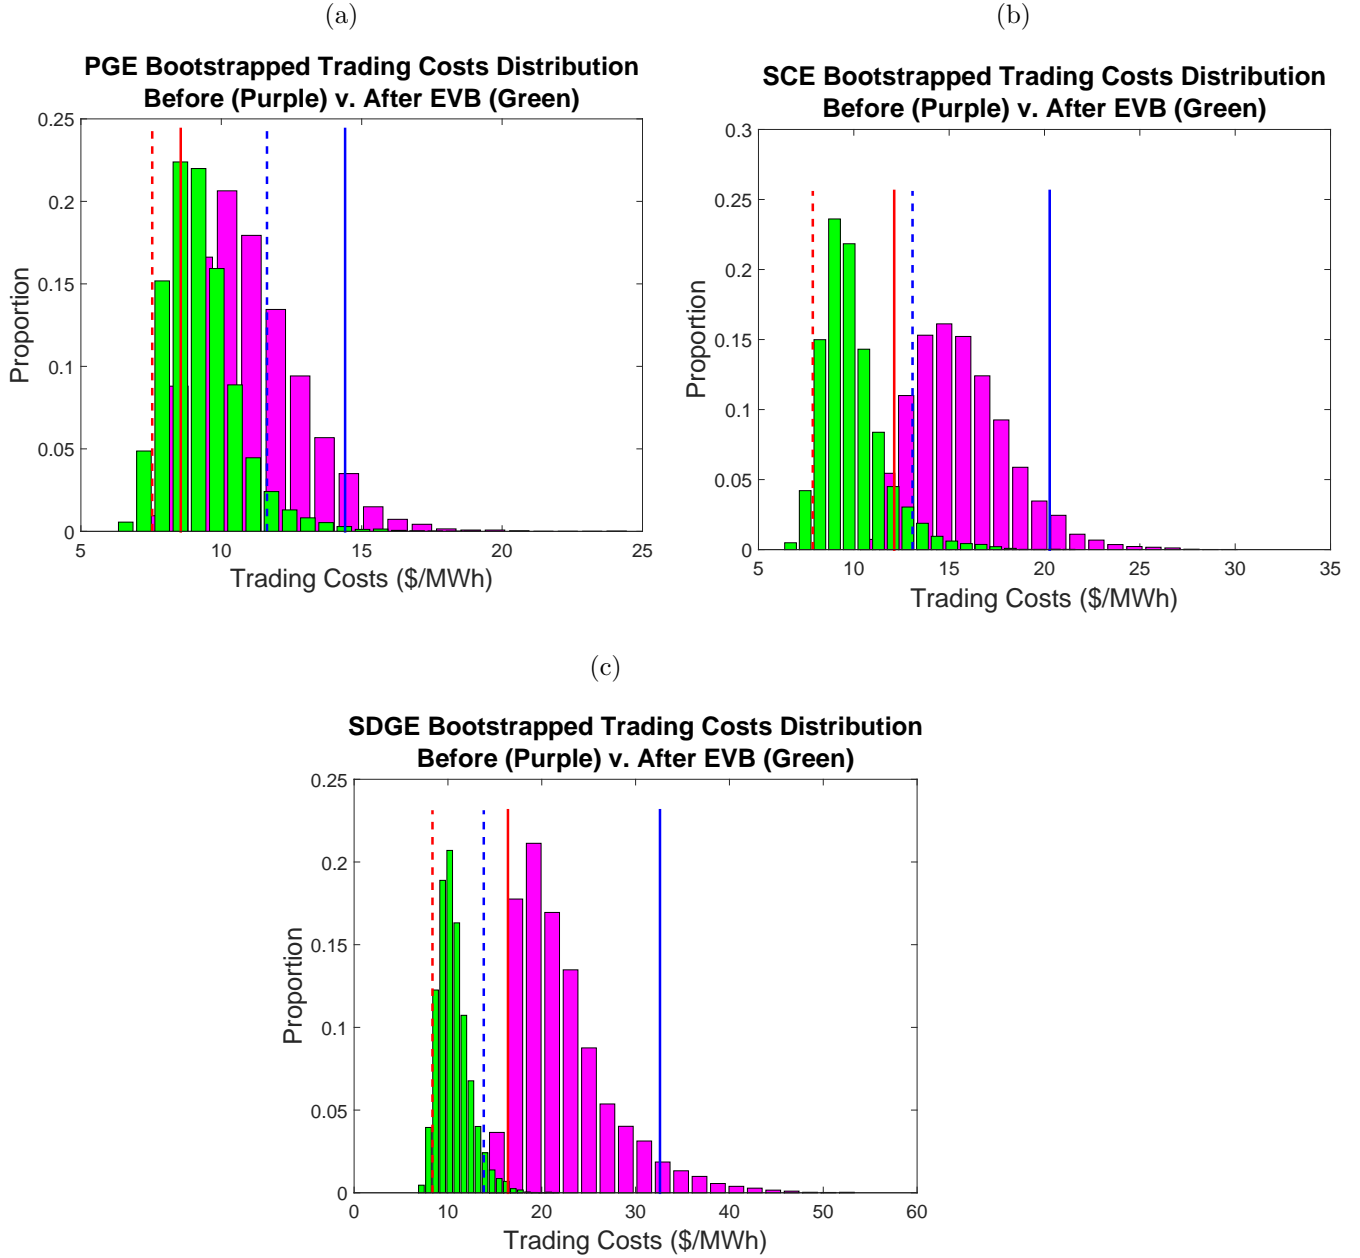 (a)
PGE Bootstrapped Trading Costs Distribution
Before (Purple) v. After EVB (Green)
0.25
0.2
0.15
0.1
0.05
0
Proportion
5
10
15
20
25
Trading Costs ($/MWh)
(b)
SCE Bootstrapped Trading Costs Distribution
Before (Purple) v. After EVB (Green)
0.3
0.25
0.2
0.15
0.1
0.05
0
Proportion
5
10
15
20
25
30
35
Trading Costs ($/MWh)
(c)
SDGE Bootstrapped Trading Costs Distribution
Before (Purple) v. After EVB (Green)
0.25
0.2
0.15
0.1
0.05
0
Proportion
0
10
20
30
40
50
60
Trading Costs ($/MWh)